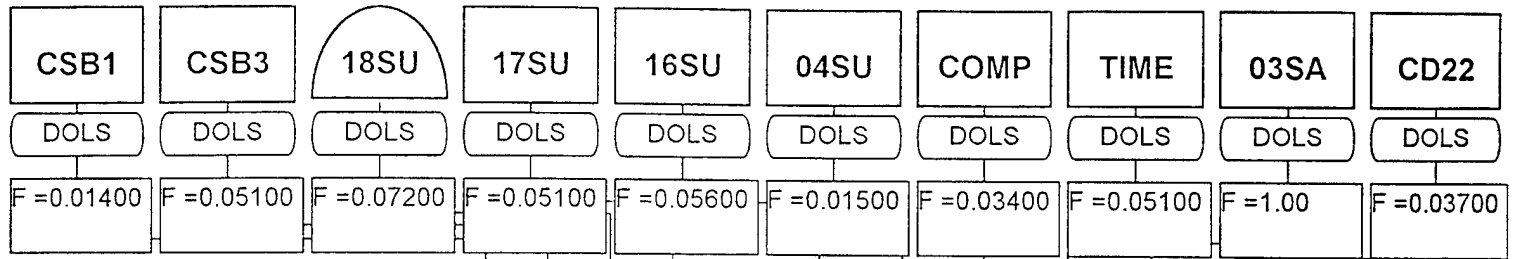 CSB1 CSB3 18SU 17SU 16SU 04SU COMP TIME 03SA CD22
DOLS DOLS DOLS DOLS DOLS DOLS DOLS DOLS DOLS DOLS
F =0.01400 F =0.05100 F =0.07200 F =0.05100 F =0.05600 F =0.01500 F =0.03400 F =0.05100 F =1.00 F =0.03700